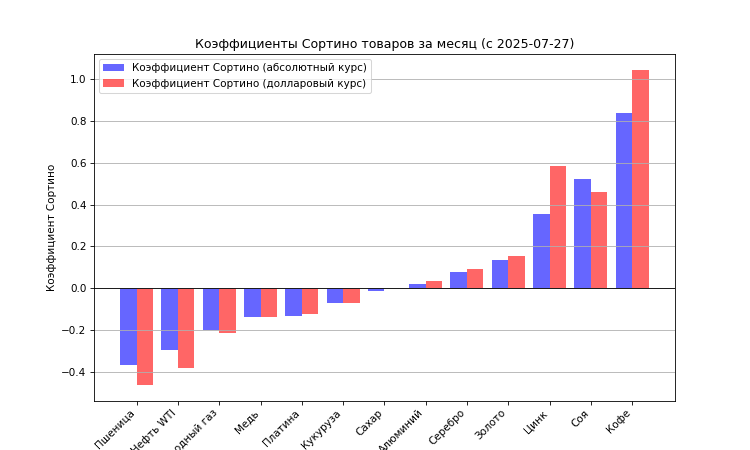 Коэффициенты Сортино товаров за месяц (с 2025-07-27)
Коэффициент Сортино (абсолютный курс)
Коэффициент Сортино (долларовый курс)
Коэффициент Сортино
1.0
0.8
0.6
0.4
0.2
0.0
−0.2
−0.4
Пшеница
Нефть WTI
одный газ
Медь
Платина
Кукуруза
Сахар
Алюминий
Серебро
Золото
Цинк
Соя
Кофе